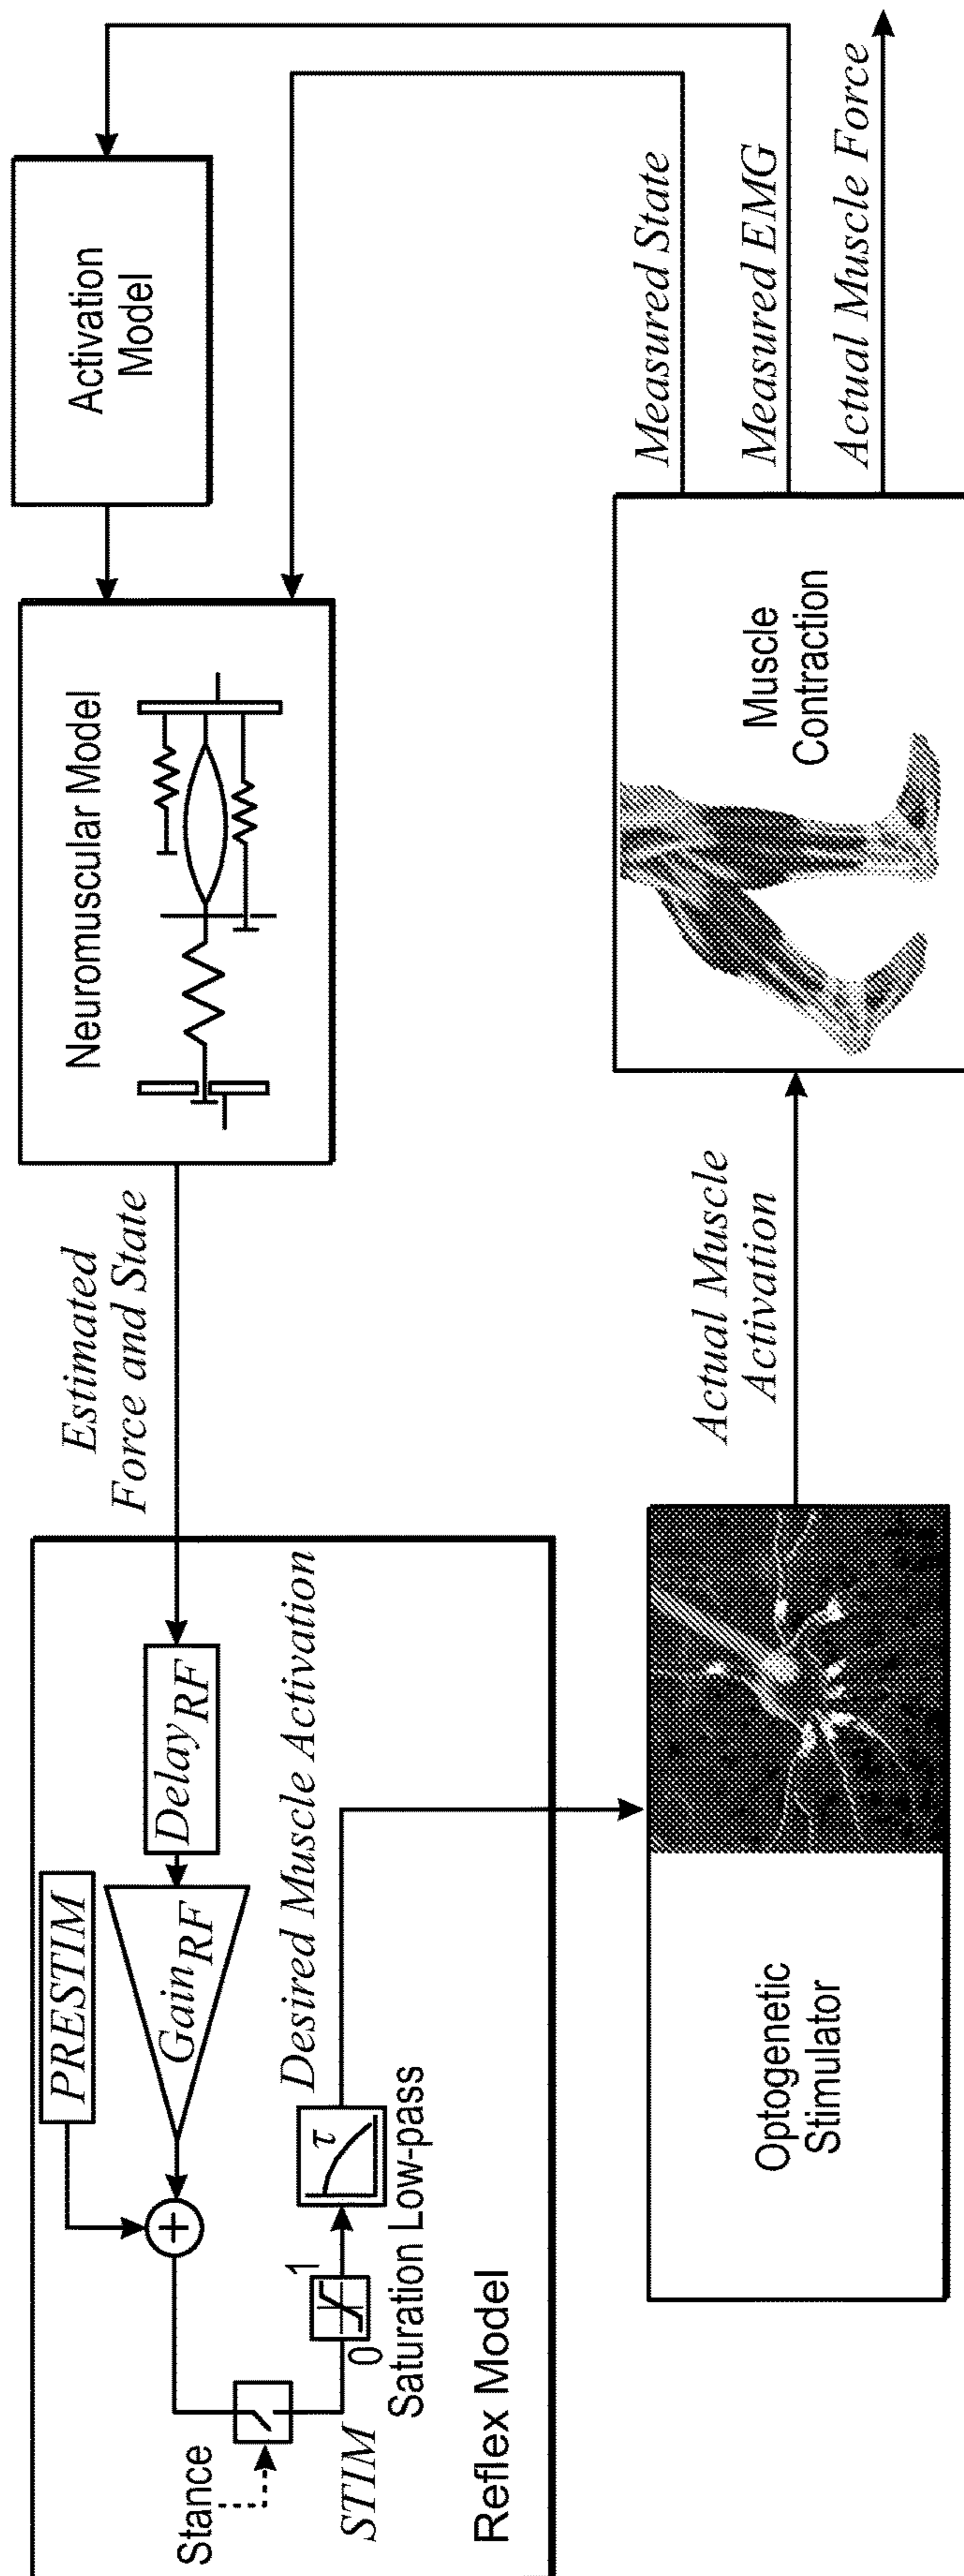 Stance
STIM
PRESTIM
Gain RF
Delay RF
+
0
1
τ
Saturation Low-pass
Desired Muscle Activation
Reflex Model
Estimated
Force and State
Neuromuscular Model
Activation
Model
Optogenetic
Stimulator
Actual Muscle
Activation
Muscle
Contraction
Measured State
Measured EMG
Actual Muscle Force